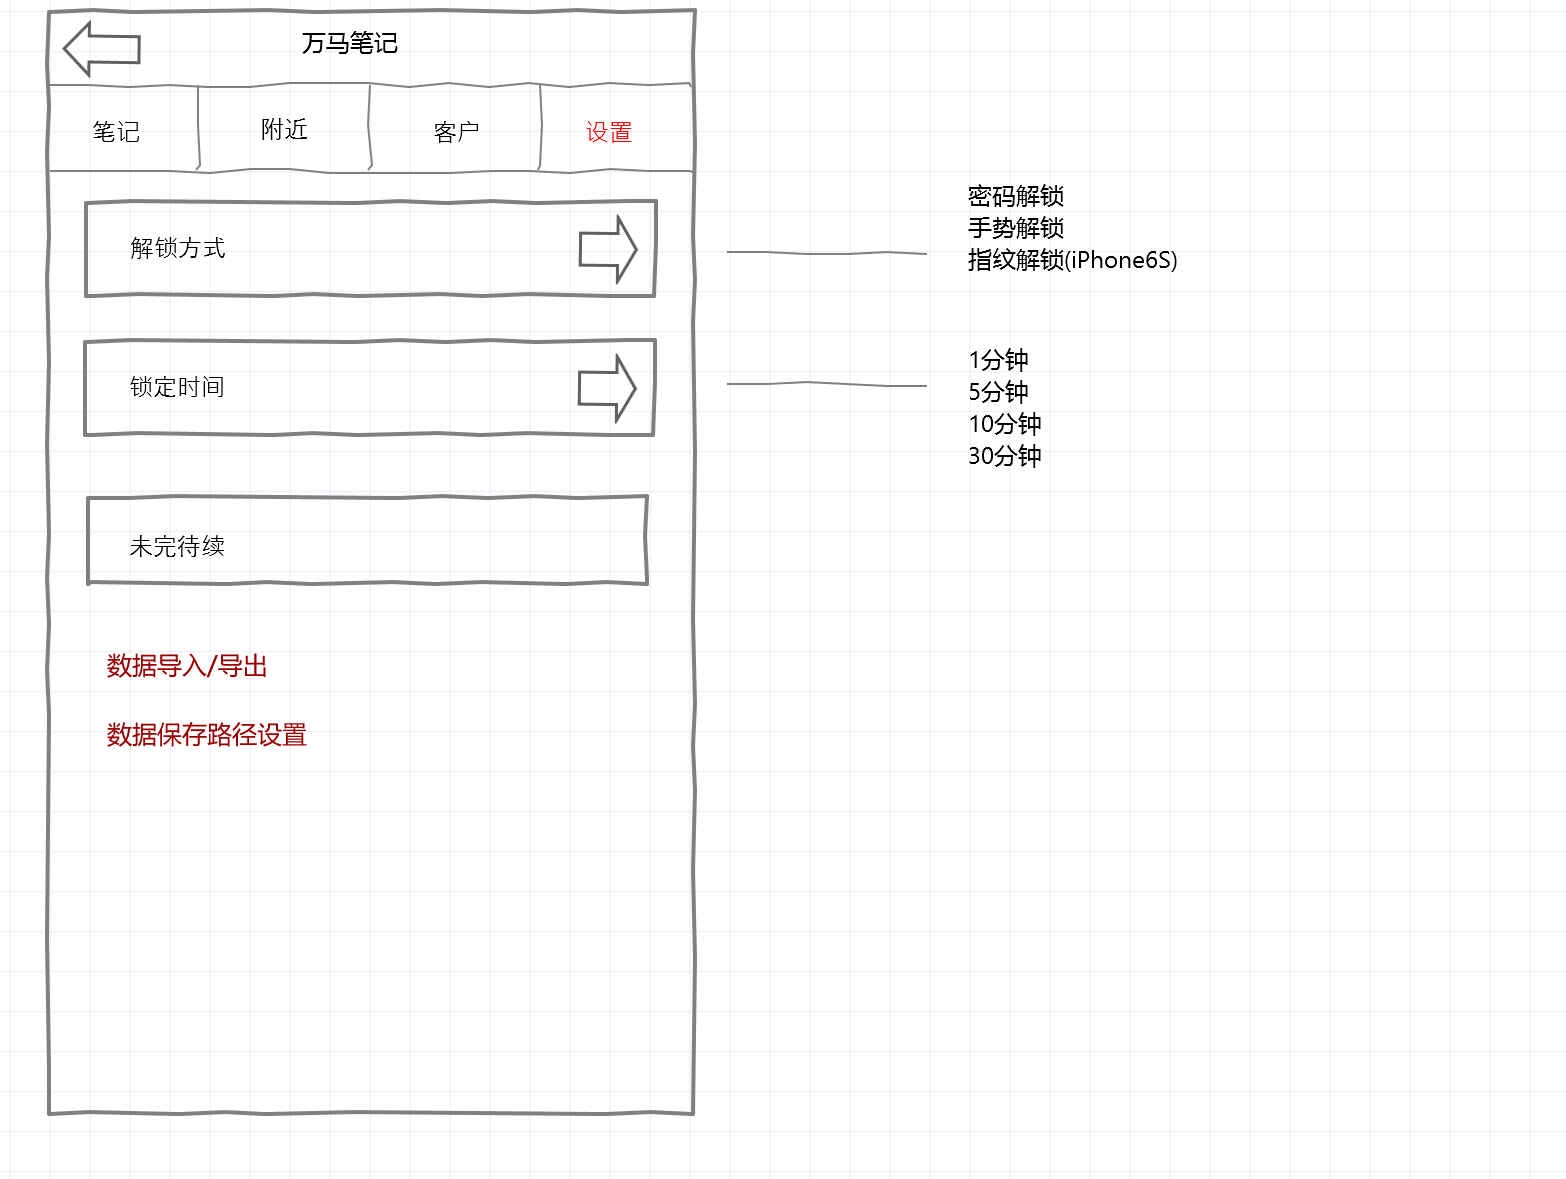 万马笔记
笔记
附近
客户
设置
解锁方式
密码解锁
手势解锁
指纹解锁(iPhone6S)
锁定时间
1分钟
5分钟
10分钟
30分钟
未完待续
数据导入/导出
数据保存路径设置